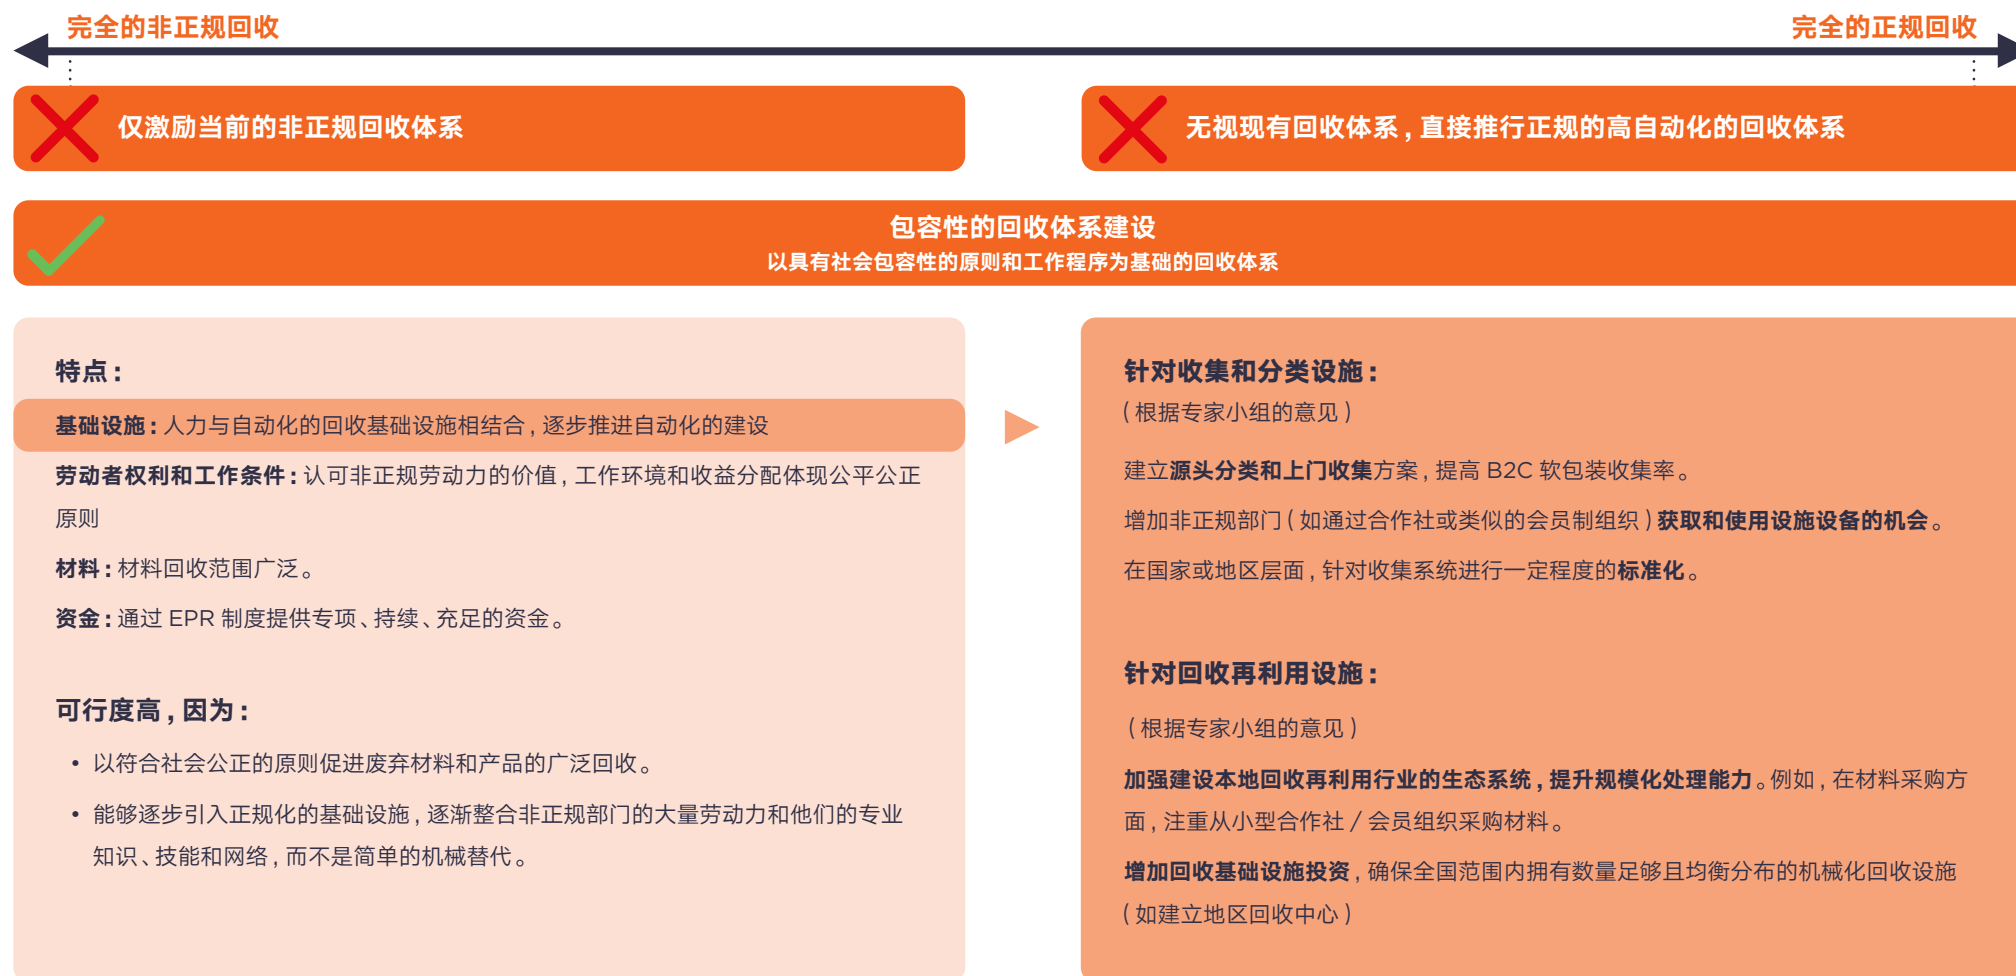 完全的非正规回收
完全的正规回收
仅激励当前的非正规回收体系
无视现有回收体系,直接推行正规的高自动化的回收体系
包容性的回收体系建设
以具有社会包容性的原则和工作程序为基础的回收体系
特点:
基础设施:人力与自动化的回收基础设施相结合,逐步推进自动化的建设
劳动者权利和工作条件:认可非正规劳动力的价值,工作环境和收益分配体现公平公正
原则
材料:材料回收范围广泛。
资金:通过 EPR 制度提供专项、持续、充足的资金。
可行度高,因为:
• 以符合社会公正的原则促进废弃材料和产品的广泛回收。
• 能够逐步引入正规化的基础设施,逐渐整合非正规部门的大量劳动力和他们的专业
知识、技能和网络,而不是简单的机械替代。
针对收集和分类设施:
(根据专家小组的意见)
建立源头分类和上门收集方案,提高 B2C 软包装收集率。
增加非正规部门(如通过合作社或类似的会员制组织)获取和使用设施设备的机会。
在国家或地区层面,针对收集系统进行一定程度的标准化。
针对回收再利用设施:
(根据专家小组的意见)
加强建设本地回收再利用行业的生态系统,提升规模化处理能力。例如,在材料采购方
面,注重从小型合作社 / 会员组织采购材料。
增加回收基础设施投资,确保全国范围内拥有数量足够且均衡分布的机械化回收设施
(如建立地区回收中心)